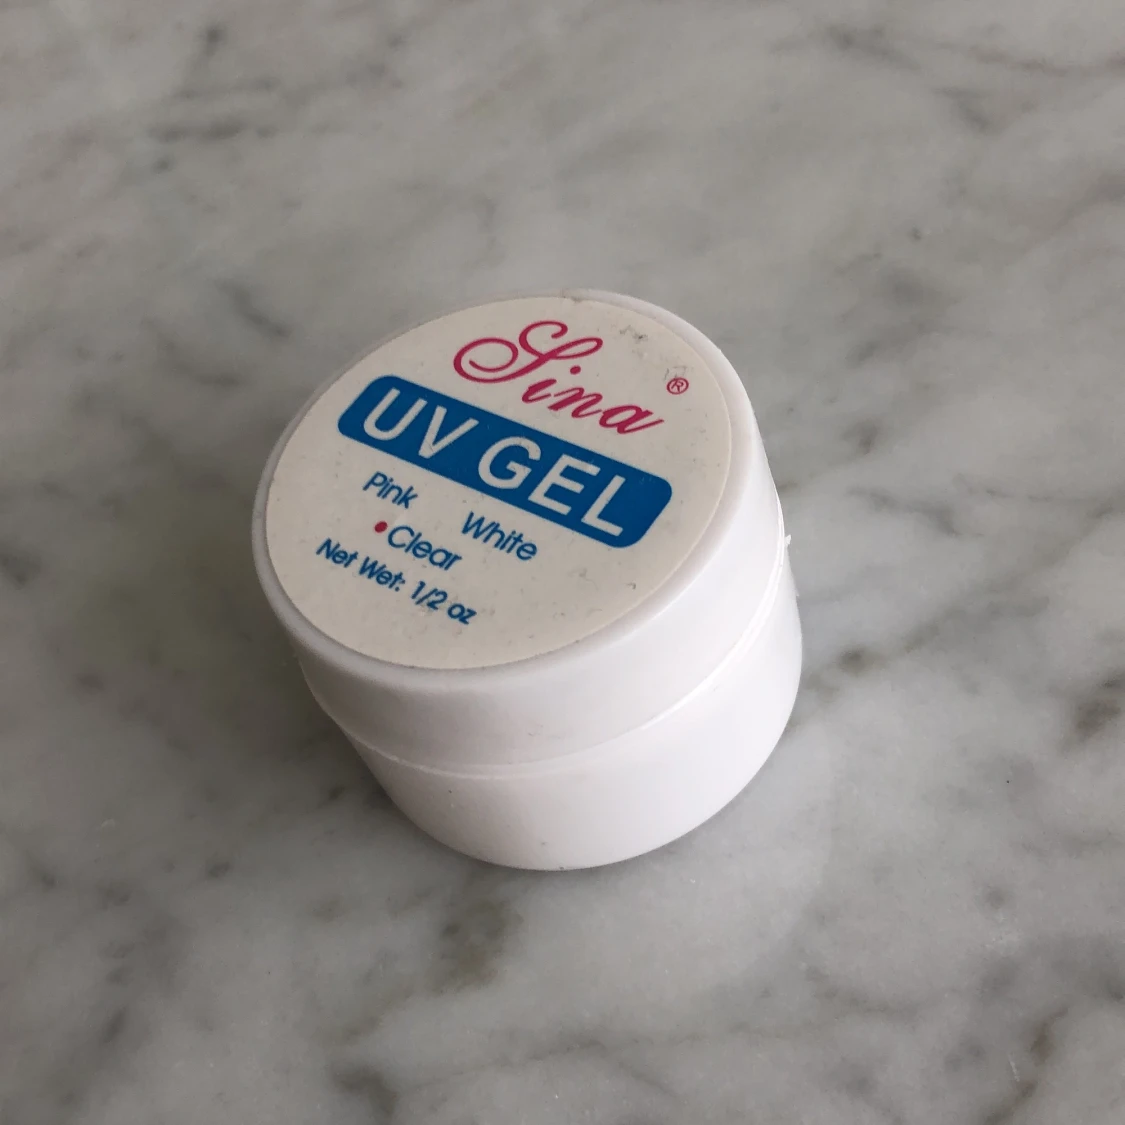 Sina®
UV GEL
Pink White
•Clear
Net Wet: 1/2 oz